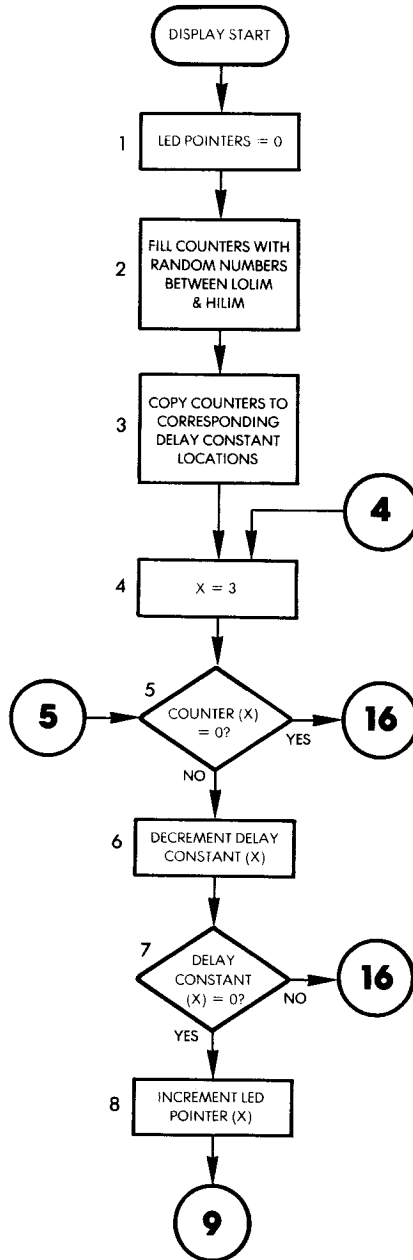 DISPLAY START
1
LED POINTERS = 0
2
FILL COUNTERS WITH
RANDOM NUMBERS
BETWEEN LOLIM
& HILIM
3
COPY COUNTERS TO
CORRESPONDING
DELAY CONSTANT
LOCATIONS
4
4
X = 3
5
5
COUNTER (X)
= 0?
YES
16
NO
6
DECREMENT DELAY
CONSTANT (X)
7
DELAY
CONSTANT
(X) = 0?
NO
16
YES
8
INCREMENT LED
POINTER (X)
9